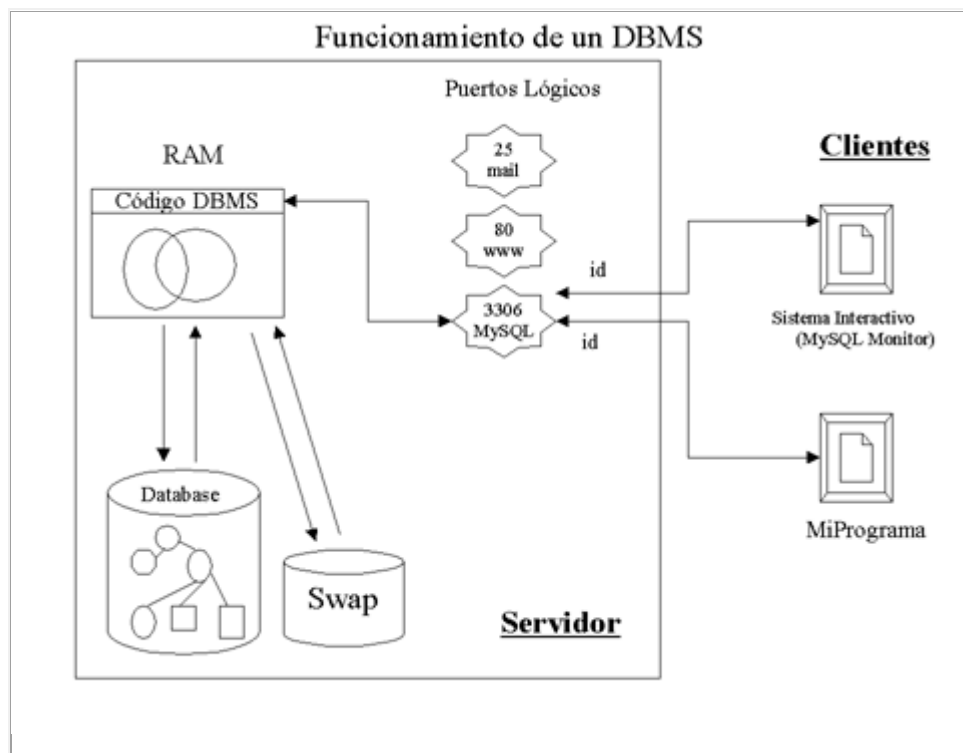 Funcionamiento de un DBMS
Puertos Lógicos
RAM
Código DBMS
25
mail
80
www
3306
MySQL
id
id
Clientes
Sistema Interactivo
(MySQL Monitor)
MiPrograma
Database
Swap
Servidor